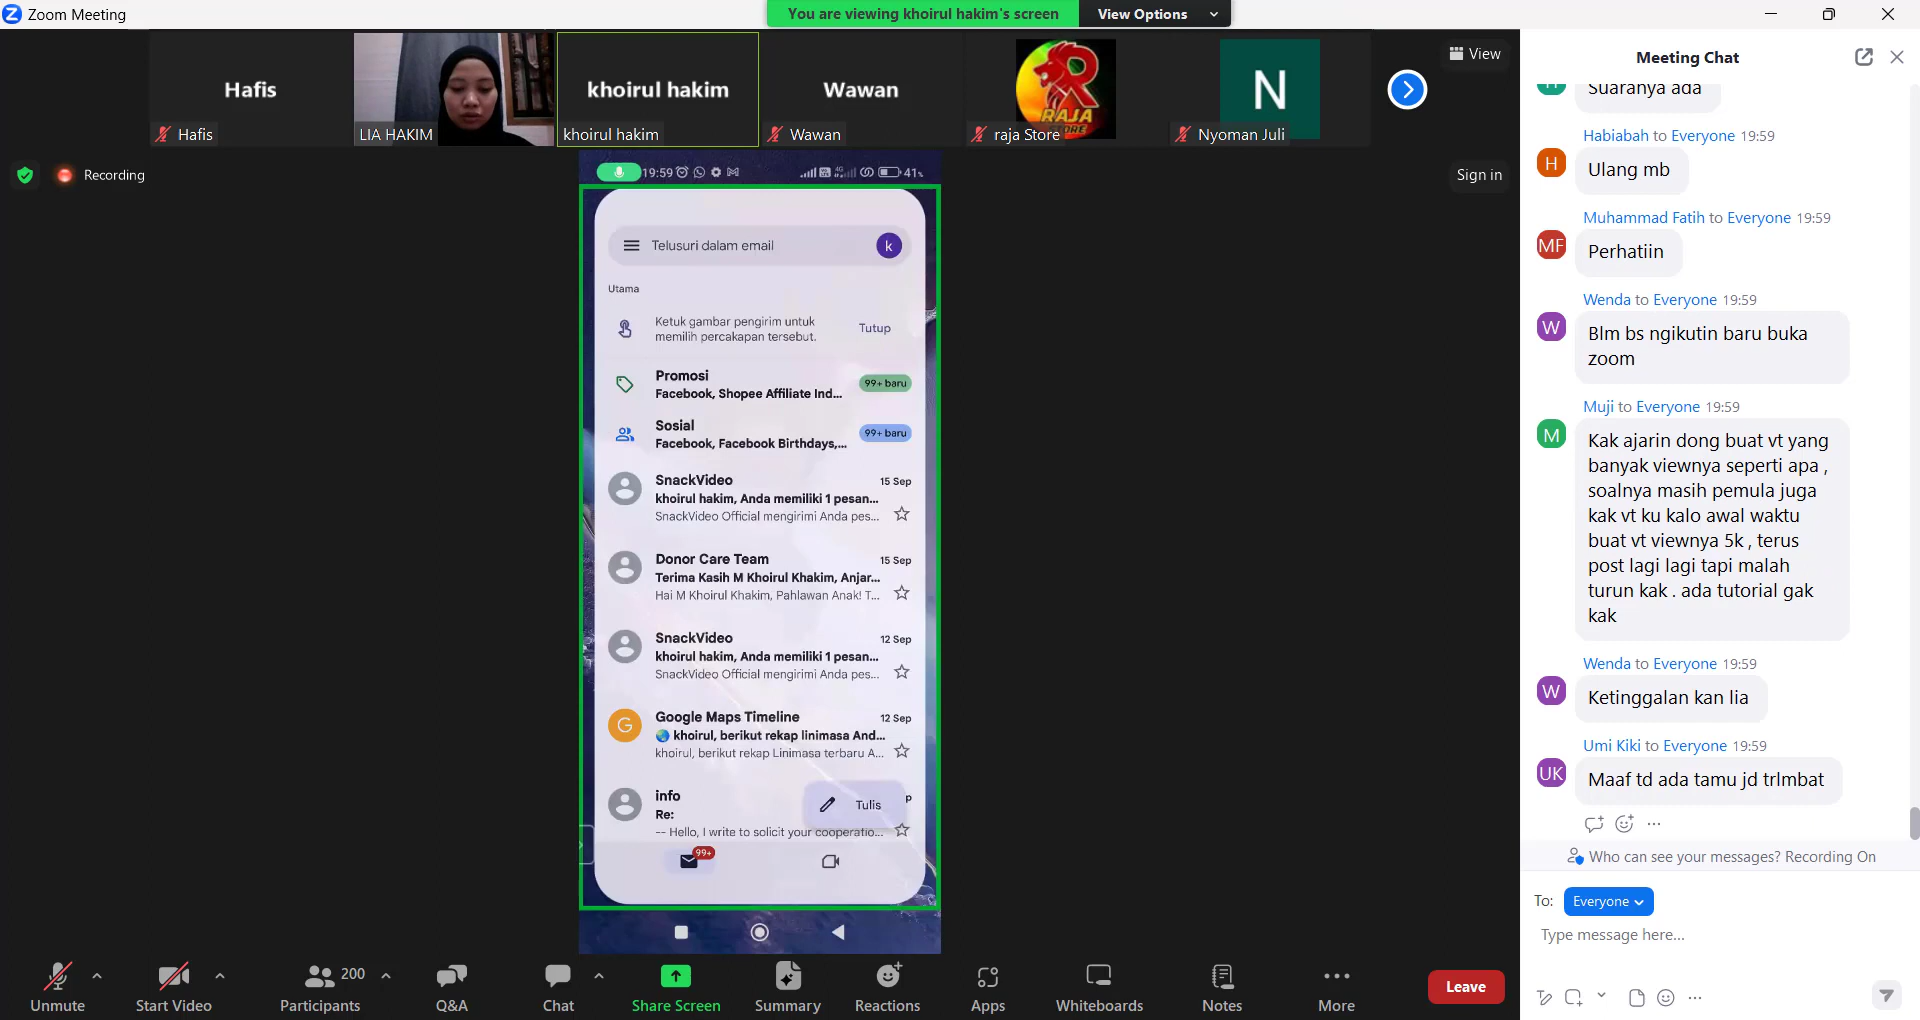 Zoom Meeting
You are viewing khoirul hakim's screen
View Options
Hafis
Hafis
LIA HAKIM
khoirul hakim
khoirul hakim
Wawan
Wawan
RAJA
raja Store
N
Nyoman Juli
View
Recording
Sign in
19:59
41%
Telusuri dalam email
k
Utama
Ketuk gambar pengirim untuk
memilih percakapan tersebut.
Tutup
Promosi
Facebook, Shopee Affiliate Ind...
99+ baru
Sosial
Facebook, Facebook Birthdays,...
99+ baru
SnackVideo
15 Sep
khoirul hakim, Anda memiliki 1 pesan...
SnackVideo Official mengirimi Anda pes...
Donor Care Team
15 Sep
Terima Kasih M Khoirul Khakim, Anjar...
Hai M Khoirul Khakim, Pahlawan Anak! T...
SnackVideo
12 Sep
khoirul hakim, Anda memiliki 1 pesan...
SnackVideo Official mengirimi Anda pes...
G
Google Maps Timeline
12 Sep
🌏 khoirul, berikut rekap linimasa And...
khoirul, berikut rekap Linimasa terbaru A...
info
Re:
-- Hello, I write to solicit your cooperatio...
Tulis
99+
Meeting Chat
Suaranya ada
Habiabah to Everyone 19:59
H
Ulang mb
Muhammad Fatih to Everyone 19:59
MF
Perhatiin
Wenda to Everyone 19:59
W
Blm bs ngikutin baru buka
zoom
Muji to Everyone 19:59
M
Kak ajarin dong buat vt yang
banyak viewnya seperti apa ,
soalnya masih pemula juga
kak vt ku kalo awal waktu
buat vt viewnya 5k , terus
post lagi lagi tapi malah
turun kak . ada tutorial gak
kak
Wenda to Everyone 19:59
W
Ketinggalan kan lia
Umi Kiki to Everyone 19:59
UK
Maaf td ada tamu jd trlmbat
Who can see your messages? Recording On
To: Everyone
Type message here...
Unmute
Start Video
Participants
200
Q&A
Chat
Share Screen
Summary
Reactions
Apps
Whiteboards
Notes
More
Leave